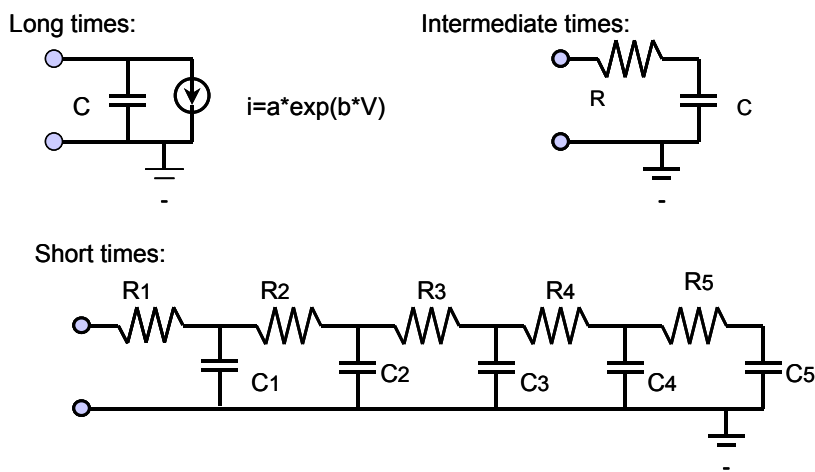 Long times:
Intermediate times:
C
i=a*exp(b*V)
R
C
-
-
Short times:
R1
R2
R3
R4
R5
C1
C2
C3
C4
C5
-